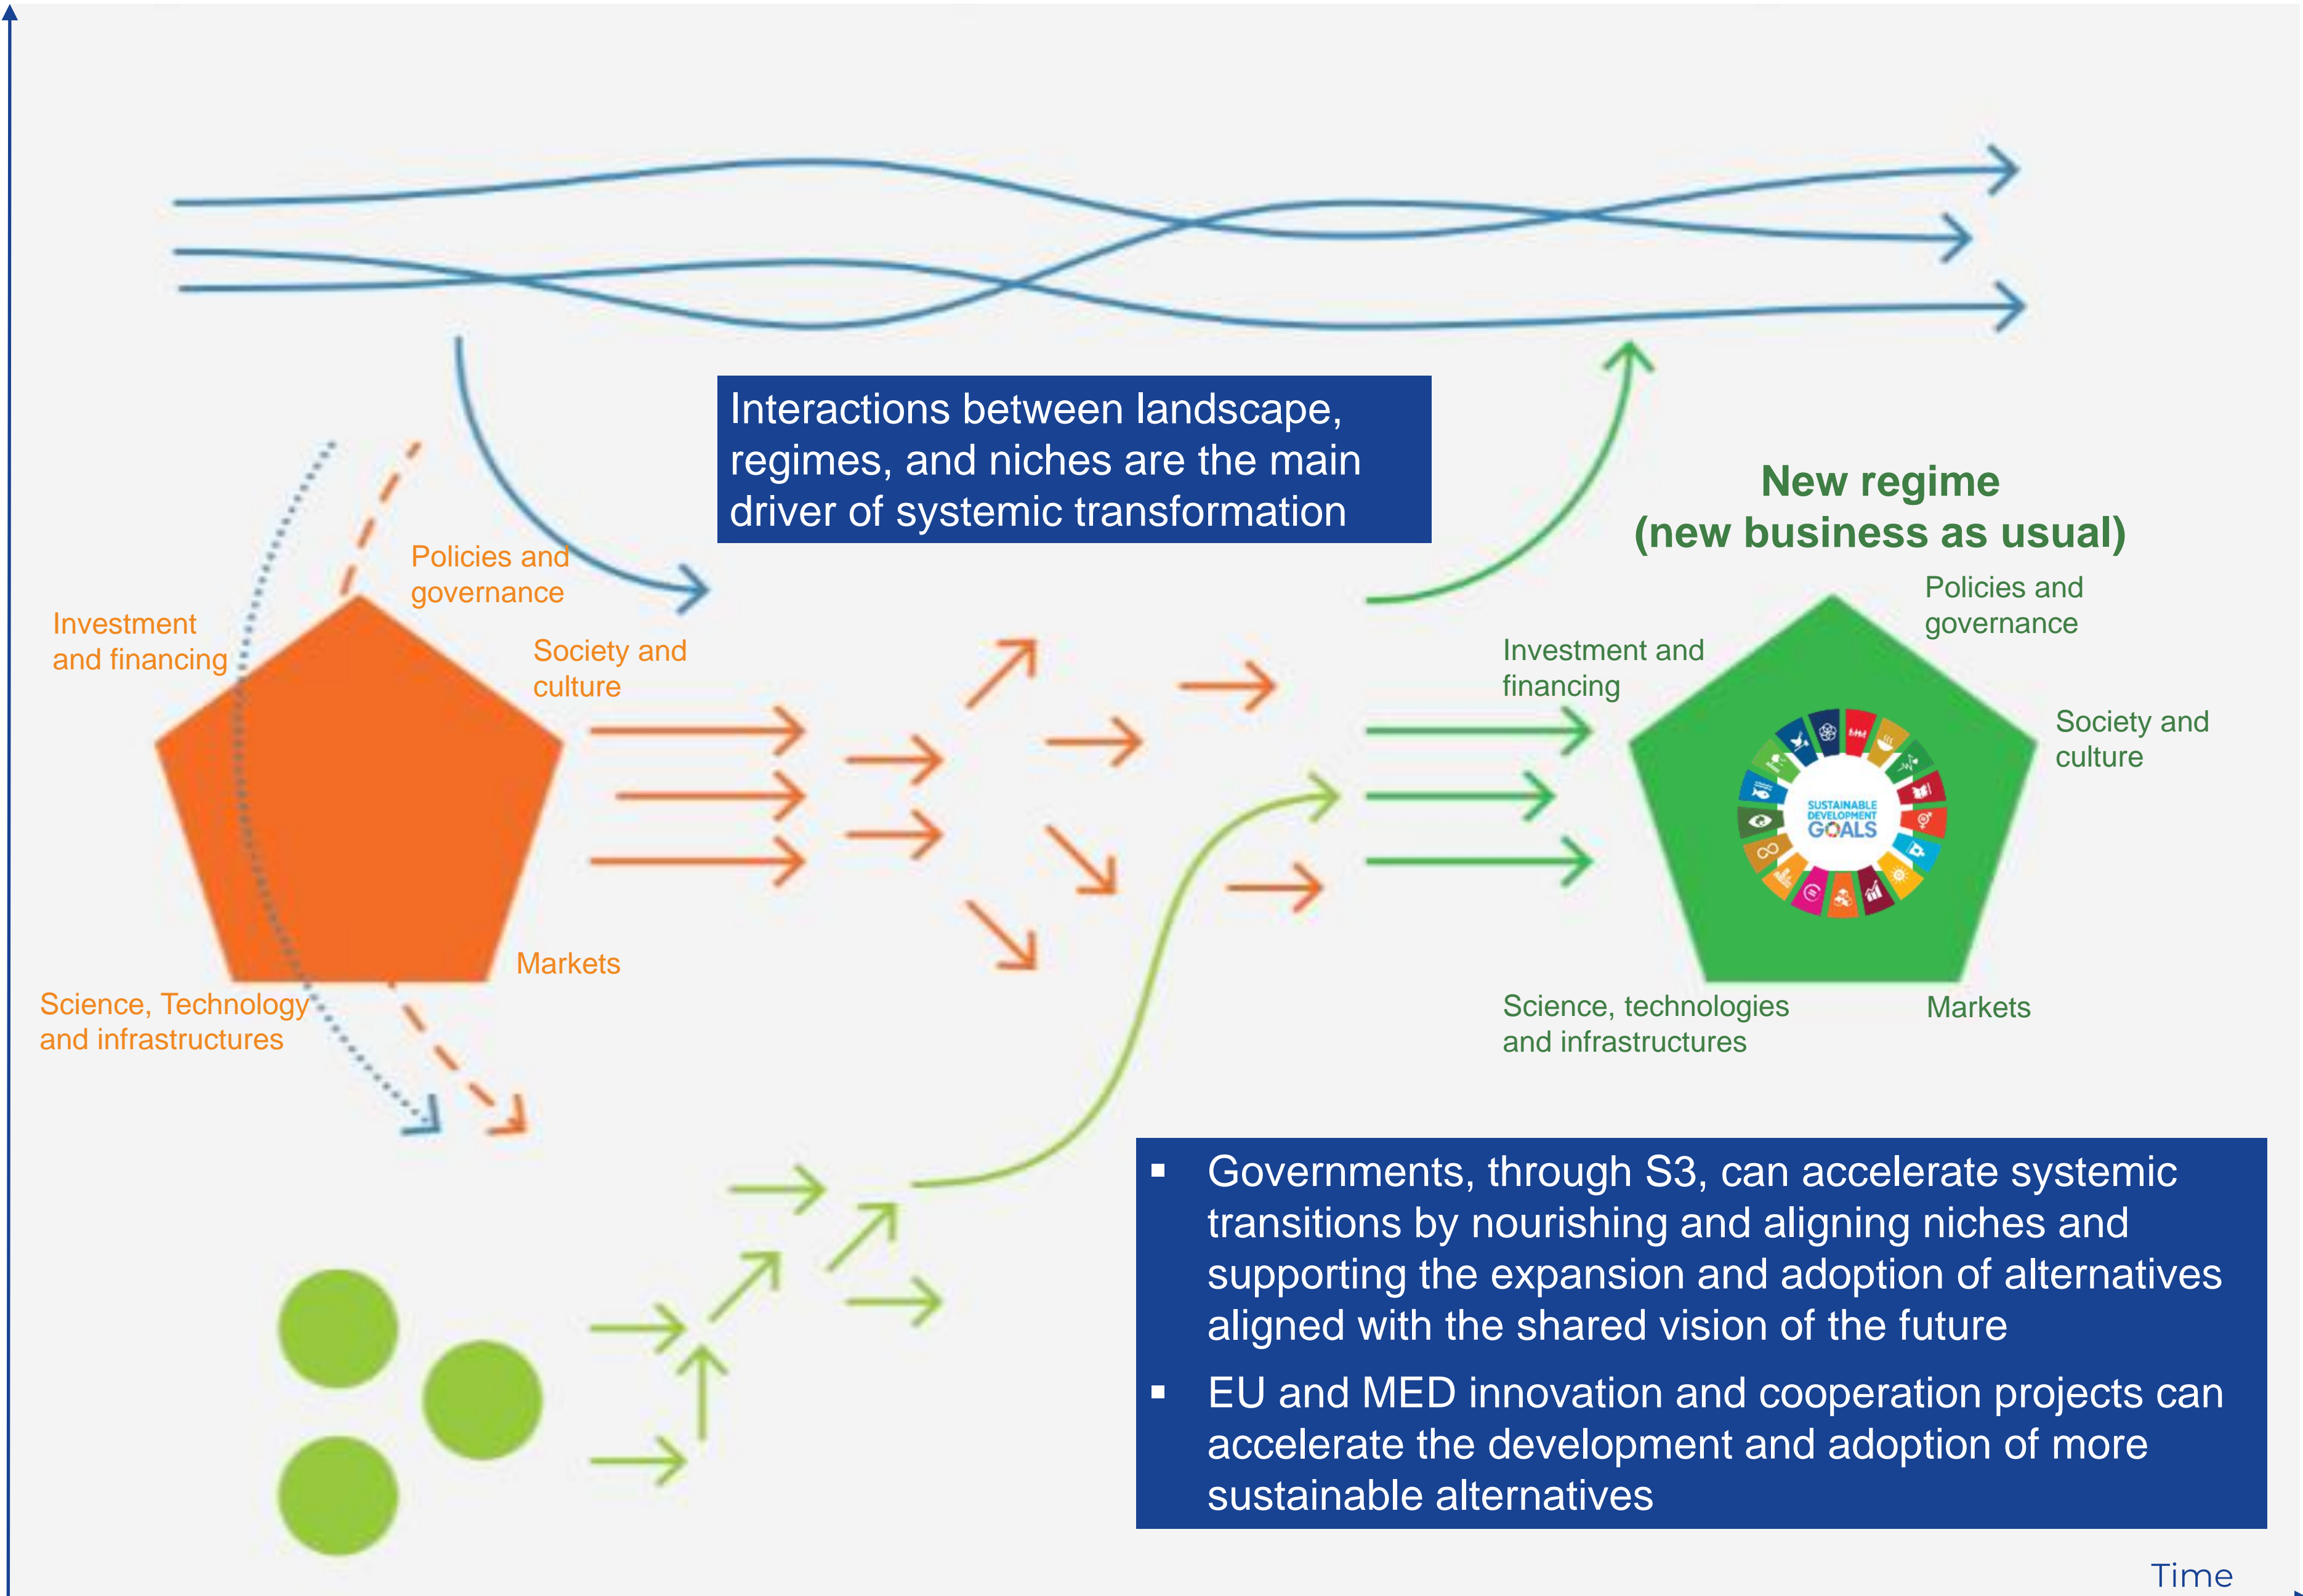 Interactions between landscape,
regimes, and niches are the main
driver of systemic transformation
New regime
(new business as usual)
Policies and
governance
Investment
and financing
Society and
culture
Markets
Science, Technology
and infrastructures
Policies and
governance
Investment and
financing
Society and
culture
SUSTAINABLE
DEVELOPMENT
GOALS
Science, technologies
and infrastructures
Markets
▪ Governments, through S3, can accelerate systemic
transitions by nourishing and aligning niches and
supporting the expansion and adoption of alternatives
aligned with the shared vision of the future
▪ EU and MED innovation and cooperation projects can
accelerate the development and adoption of more
sustainable alternatives
Time